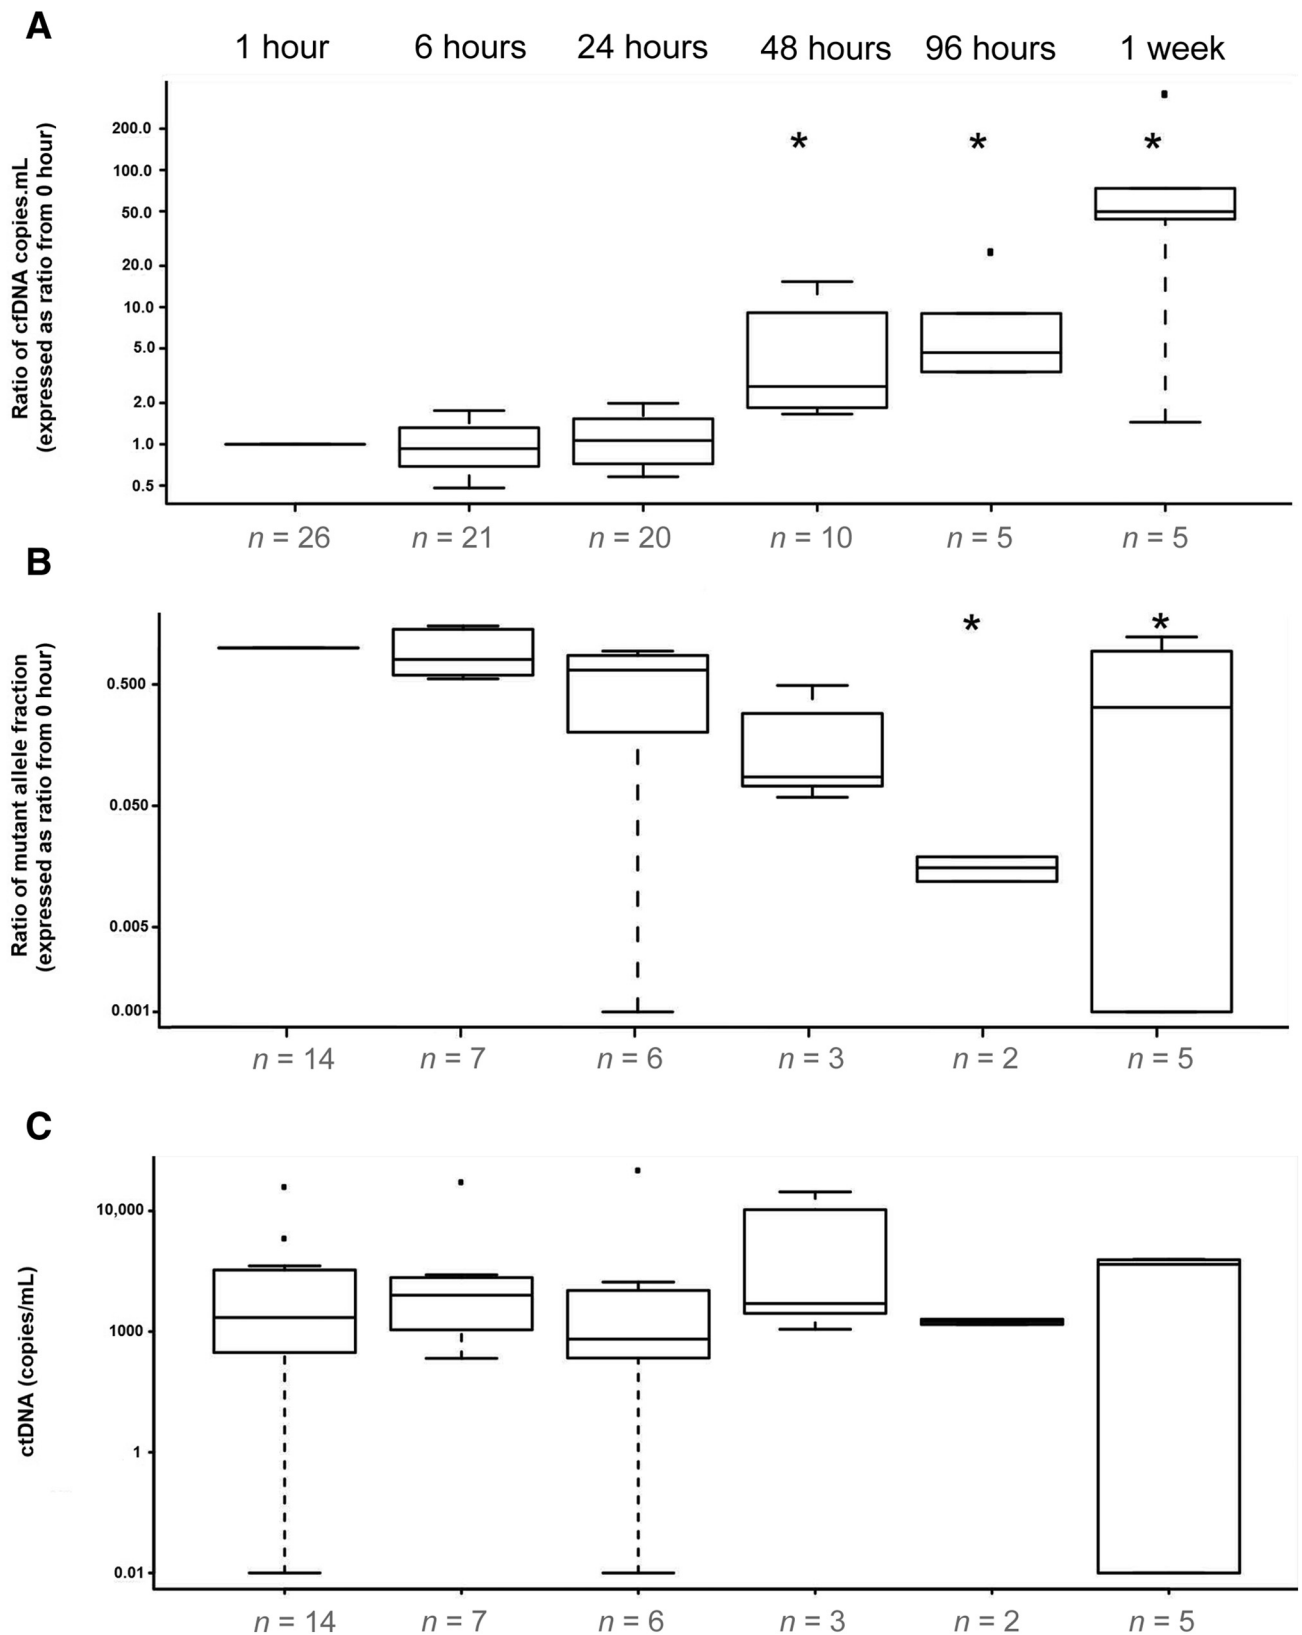 A
1 hour 6 hours 24 hours 48 hours 96 hours 1 week
Ratio of cfDNA copies.mL
(expressed as ratio from 0 hour)
200.0
100.0
50.0
20.0
10.0
5.0
2.0
1.0
0.5
* * *
n = 26 n = 21 n = 20 n = 10 n = 5 n = 5
B
Ratio of mutant allele fraction
(expressed as ratio from 0 hour)
0.500
0.050
0.005
0.001
* *
n = 14 n = 7 n = 6 n = 3 n = 2 n = 5
C
ctDNA (copies/mL)
10,000
1000
1
0.01
n = 14 n = 7 n = 6 n = 3 n = 2 n = 5